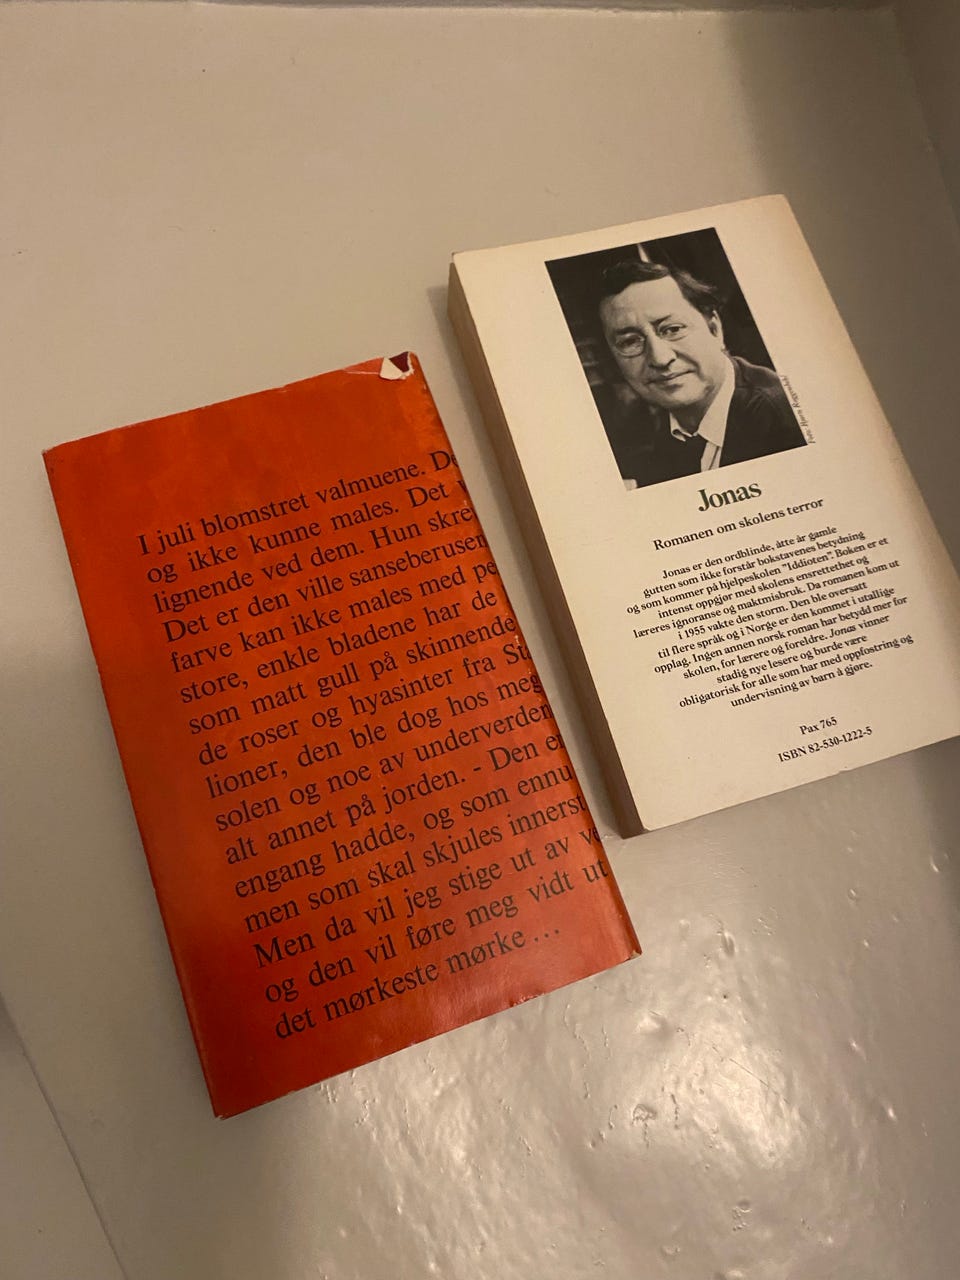 I juli blomstret valmuene. De
og ikke kunne males. Det v
lignende ved dem. Hun skre
Det er den ville sanseberuser
farve kan ikke males med pe
store, enkle bladene har de
som matt gull på skinnende
de roser og hyasinter fra
lioner, den ble dog hos meg
solen og noe av underverden
alt annet på jorden. - Den er
engang hadde, og som ennu
men som skal skjules innerst
Men da vil jeg stige ut av ve
og den vil føre meg vidt ut
det mørkeste mørke ...
Jonas
Romanen om skolens terror
Jonas er den ordblinde, åtte år gamle
gutten som ikke forstår bokstavenes betydning
og som kommer på hjelpeskolen "Iddioten". Boken er et
intenst oppgjør med skolens ensrettethet og
læreres ignoranse og maktmisbruk. Da romanen kom ut
i 1955 vakte den storm. Den ble oversatt
til flere språk og i Norge er den kommet i utallige
opplag. Ingen annen norsk roman har betydd mer for
skolen, for lærere og foreldre. Jonas vinner
stadig nye lesere og burde være
obligatorisk for alle som har med oppfostring og
undervisning av barn å gjøre.
Pax 765
ISBN 82-530-1222-5